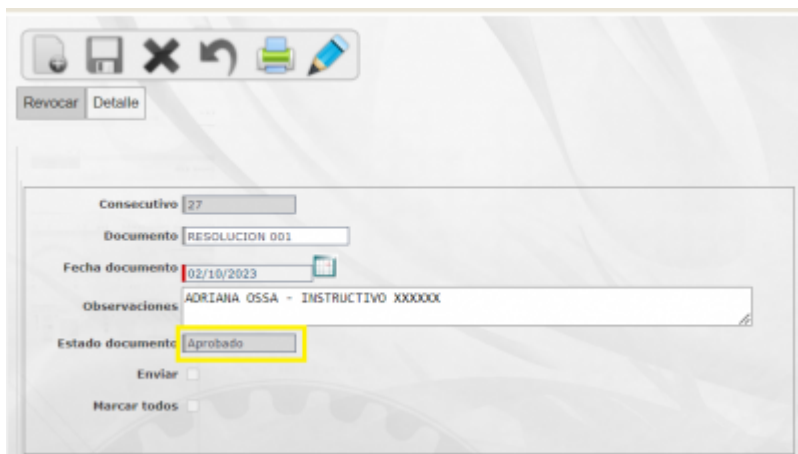 Revocar Detalle
Consecutivo 27
Documento RESOLUCION 001
Fecha documento 02/10/2023
Observaciones ADRIANA OSSA - INSTRUCTIVO XXXXXX
Estado documento Aprobado
Enviar
Marcar todos